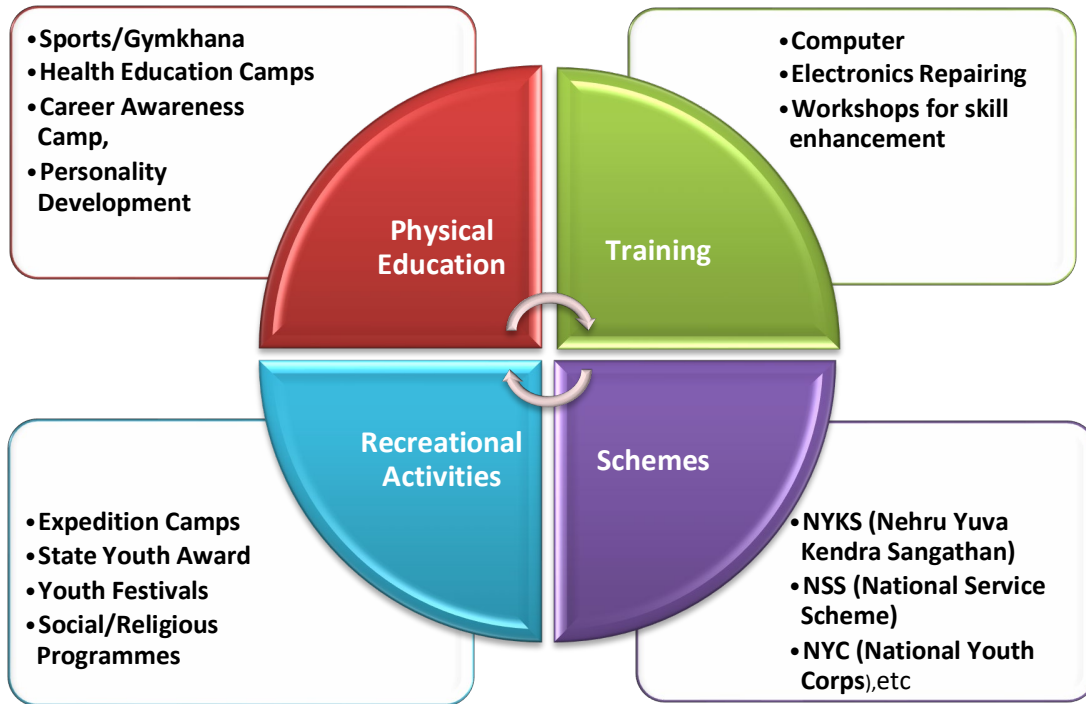 •Sports/Gymkhana
•Health Education Camps
•Career Awareness
Camp,
•Personality
Development
•Computer
•Electronics Repairing
•Workshops for skill
enhancement
Physical
Education
Training
Recreational
Activities
Schemes
•Expedition Camps
•State Youth Award
•Youth Festivals
•Social/Religious
Programmes
•NYKS (Nehru Yuva
Kendra Sangathan)
•NSS (National Service
Scheme)
•NYC (National Youth
Corps),etc